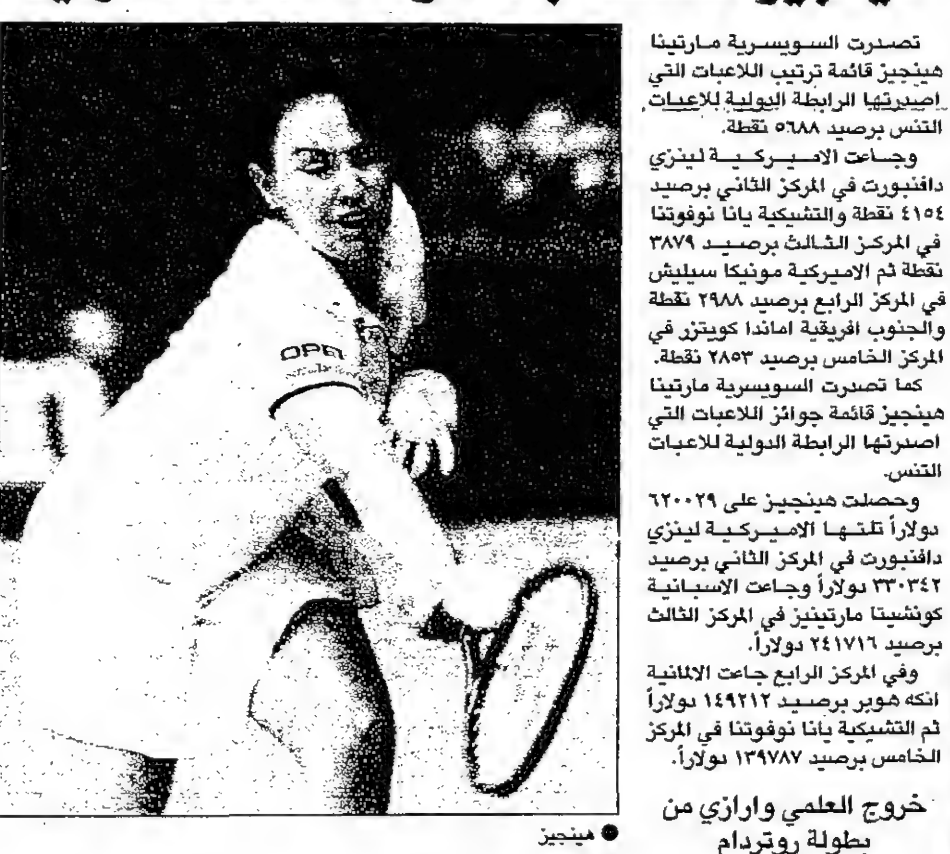 تصدرت السويسرية مارتينا
هينجيز قائمة ترتيب اللاعبات التي
اصدرتها الرابطة الدولية للاعبات
التنس برصيد ٥٦٨٨ نقطة.
وجاءت الاميركية لينزي
دافنبورت في المركز الثاني برصيد
٤١٥٤ نقطة والتشيكية يانا نوفوتنا
في المركز الثالث برصيد ٣٨٧٩
نقطة ثم الاميركية مونيكا سيليش
في المركز الرابع برصيد ٢٩٨٨ نقطة
والجنوب افريقية اماندا كويتزر في
المركز الخامس برصيد ٢٨٥٣ نقطة.
كما تصدرت السويسرية مارتينا
هينجيز قائمة جوائز اللاعبات التي
اصدرتها الرابطة الدولية للاعبات
التنس.
وحصلت هينجيز على ٦٢٠٠٢٩
دولاراً تلتها الاميركية لينزي
دافنبورت في المركز الثاني برصيد
٣٣٠٣٤٢ دولاراً وجاءت الاسبانية
كونشيتا مارتينيز في المركز الثالث
برصيد ٢٤١٧١٦ دولاراً.
وفي المركز الرابع جاءت الالمانية
انكه هوبر برصيد ١٤٩٢١٢ دولاراً
ثم التشيكية يانا نوفوتنا في المركز
الخامس برصيد ١٣٩٧٨٧ دولاراً.
خروج العلمي وارازي من
بطولة روتردام
OPEL
هينجيز